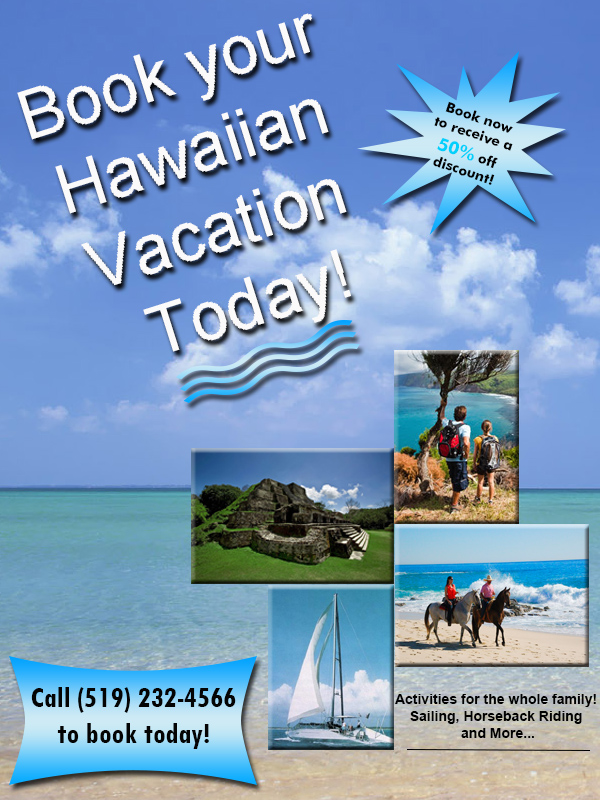 Book your
Hawaiian
Vacation
Today!
Book now
to receive a
50% off
discount!
Call (519) 232-4566
to book today!
Activities for the whole family!
Sailing, Horseback Riding
and More...